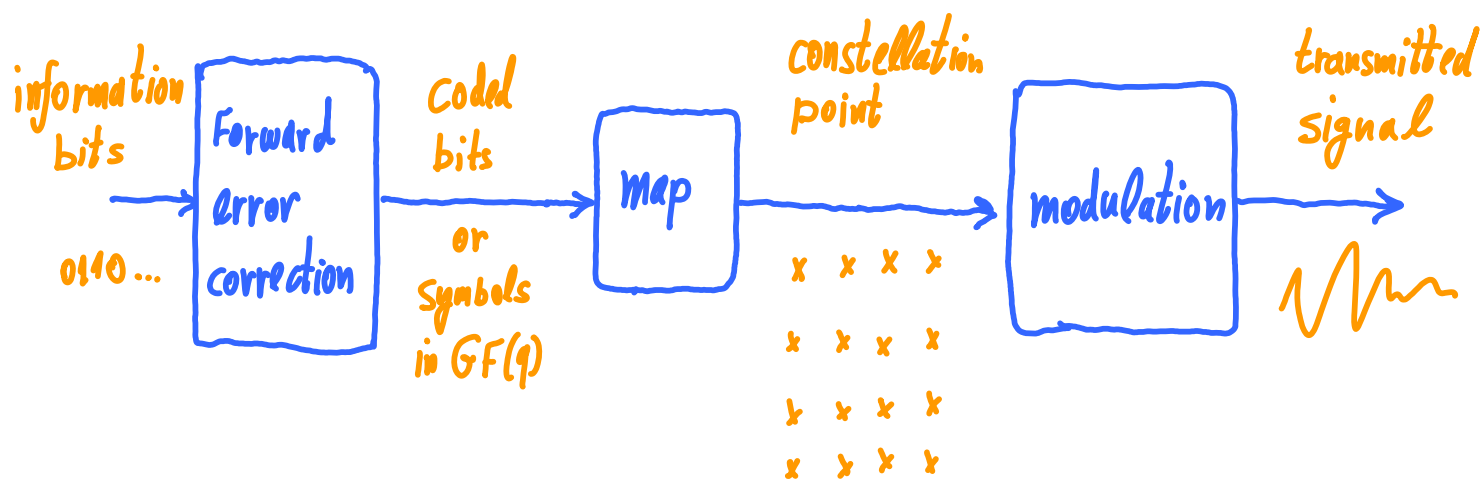 information
bits
0110...
Forward
error
correction
Coded
bits
or
symbols
in GF(q)
map
constellation
point
modulation
transmitted
signal